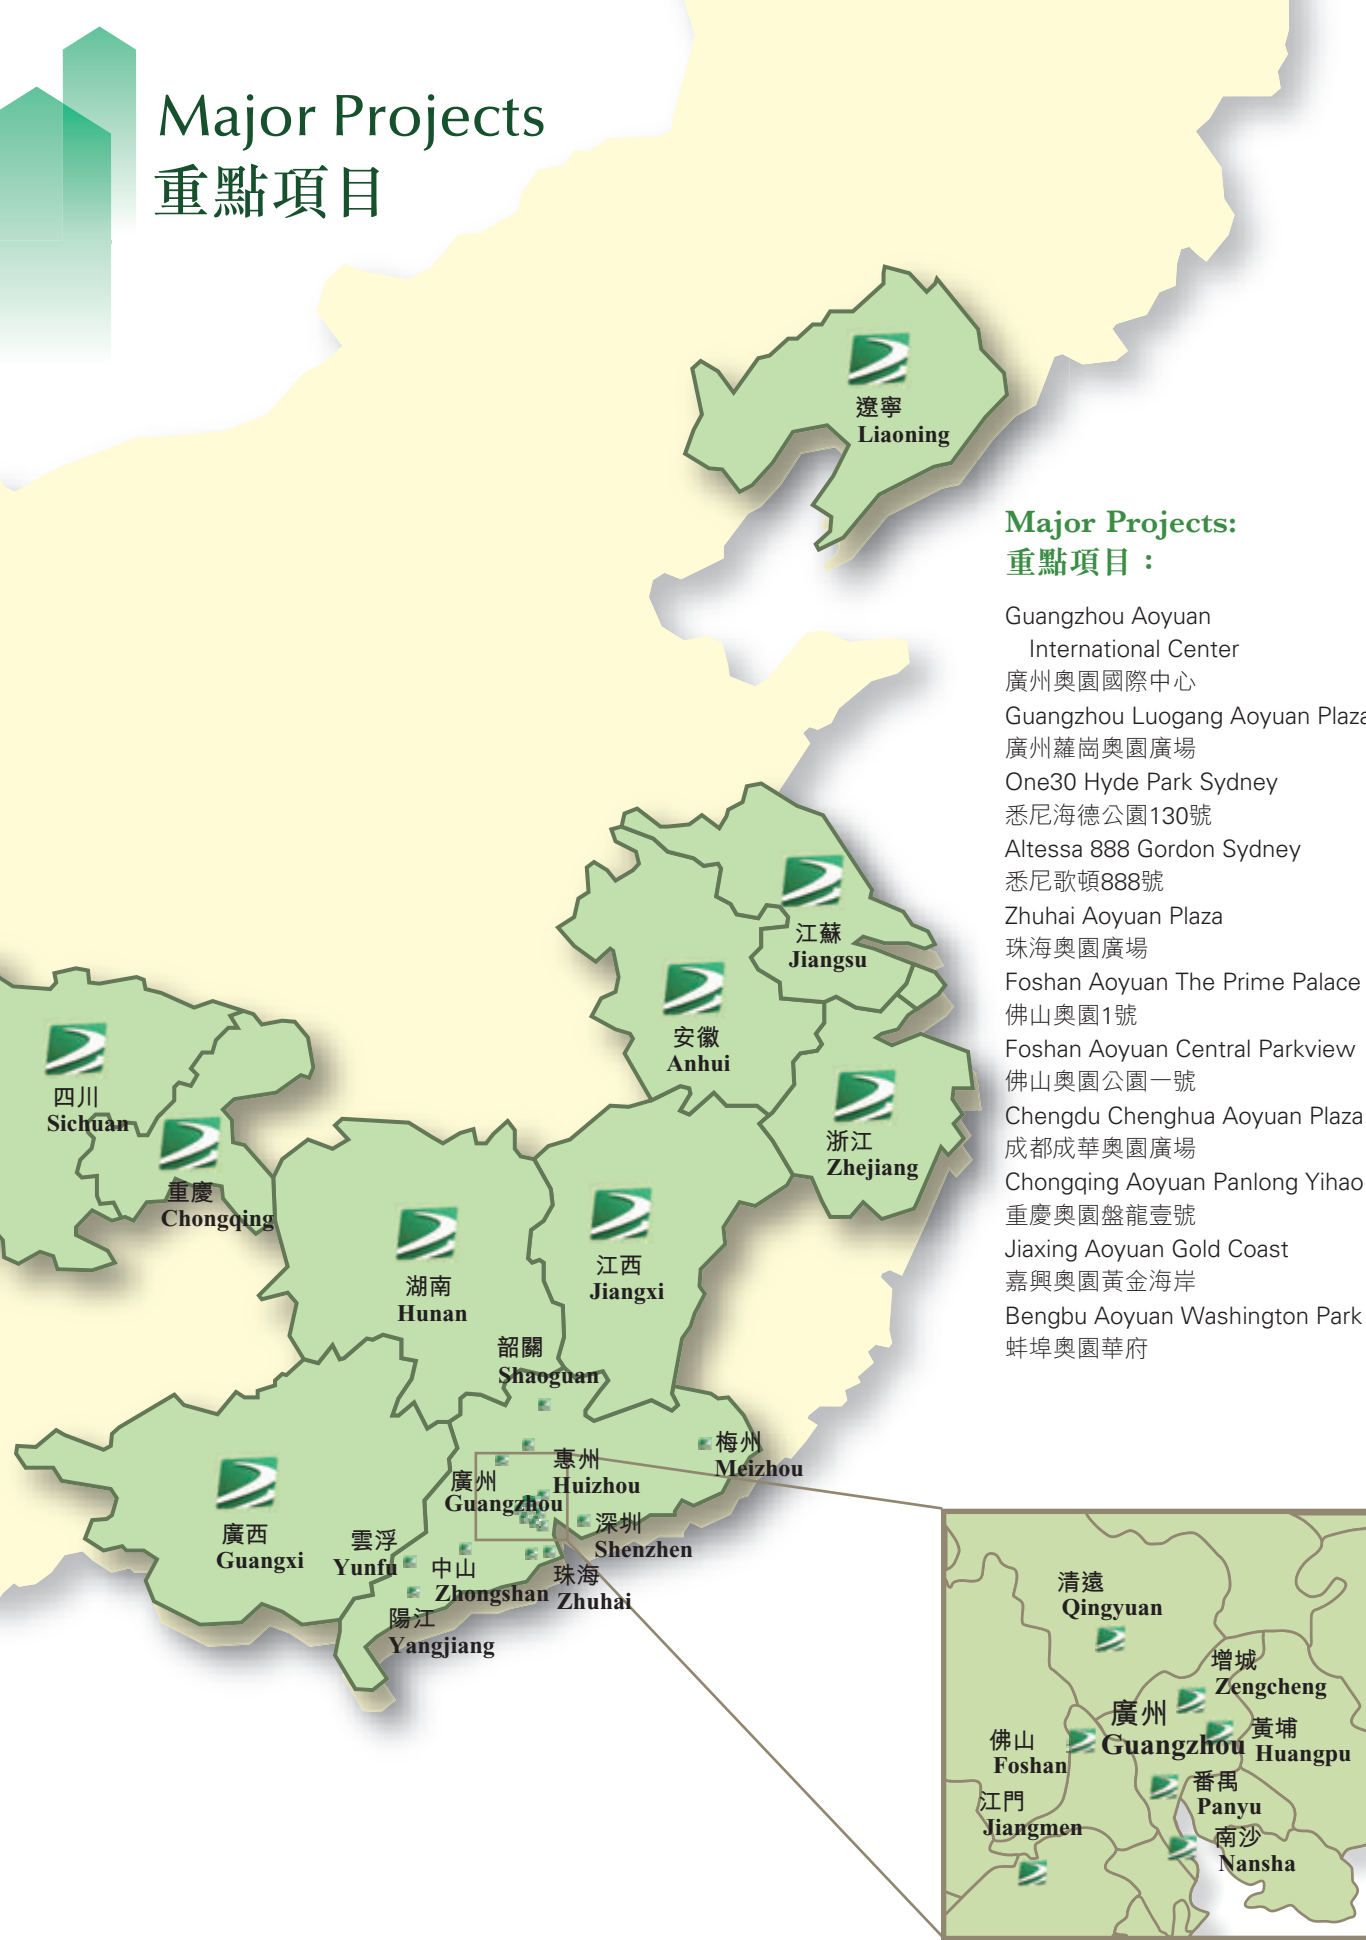 Major Projects
重點項目
遼寧
Liaoning
Major Projects:
重點項目：
Guangzhou Aoyuan
International Center
廣州奧園國際中心
Guangzhou Luogang Aoyuan Plaza
廣州蘿崗奧園廣場
One30 Hyde Park Sydney
悉尼海德公園130號
Altessa 888 Gordon Sydney
悉尼歌頓888號
Zhuhai Aoyuan Plaza
珠海奧園廣場
Foshan Aoyuan The Prime Palace
佛山奧園1號
Foshan Aoyuan Central Parkview
佛山奧園公園一號
Chengdu Chenghua Aoyuan Plaza
成都成華奧園廣場
Chongqing Aoyuan Panlong Yihao
重慶奧園盤龍壹號
Jiaxing Aoyuan Gold Coast
嘉興奧園黃金海岸
Bengbu Aoyuan Washington Park
蚌埠奧園華府
江蘇
Jiangsu
安徽
Anhui
四川
Sichuan
浙江
Zhejiang
重慶
Chongqing
湖南
Hunan
江西
Jiangxi
韶關
Shaoguan
梅州
Meizhou
惠州
Huizhou
廣州
Guangzhou
深圳
Shenzhen
廣西
Guangxi
雲浮
Yunfu
中山
Zhongshan
珠海
Zhuhai
陽江
Yangjiang
清遠
Qingyuan
增城
Zengcheng
廣州
Guangzhou
黃埔
Huangpu
佛山
Foshan
番禺
Panyu
江門
Jiangmen
南沙
Nansha